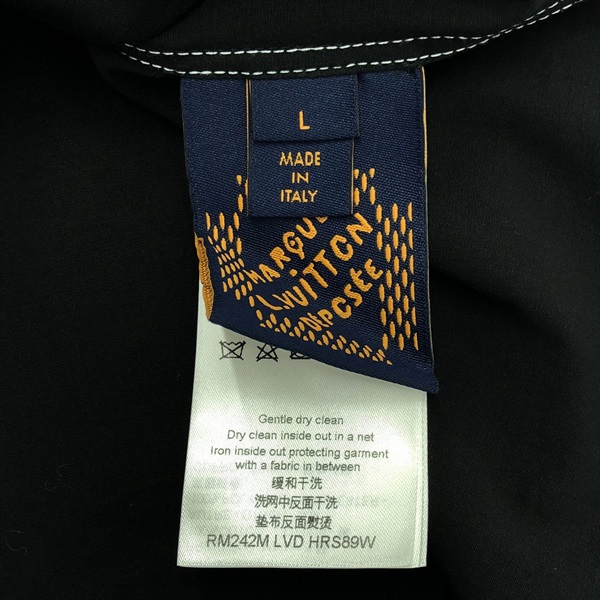 L
MADE
IN
ITALY
MARQUE
L.VUITTON
DÉPOSÉE
Gentle dry clean
Dry clean inside out in a net
Iron inside out protecting garment
with a fabric in between
缓和干洗
洗网中反面干洗
垫布反面熨烫
RM242M LVD HRS89W